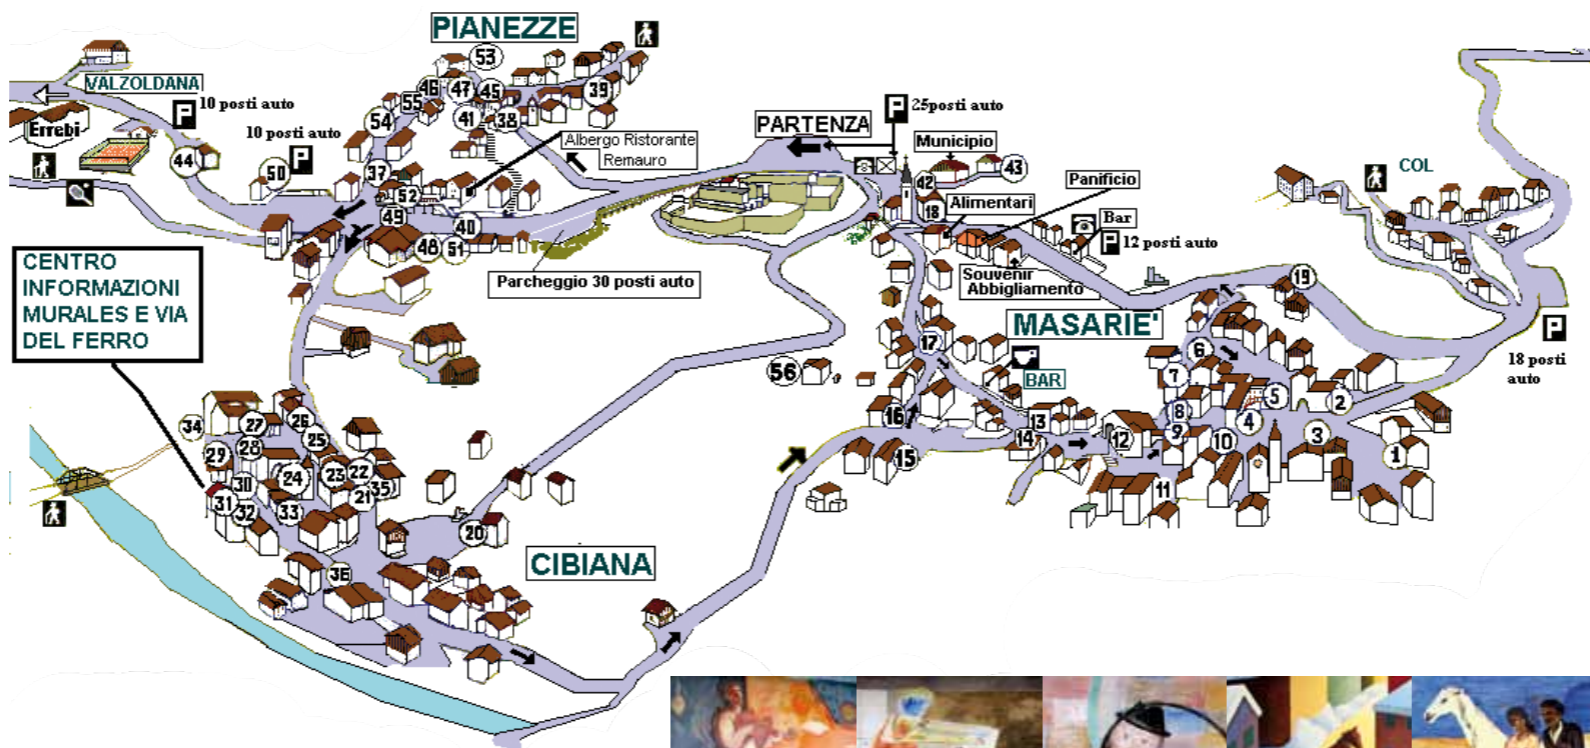 PIANEZZE
53
VALZOLDANA
P 10 posti auto
Errebi
10 posti auto
P
44
50
46
47
45
39
55
54
41
38
Albergo Ristorante
Remauro
37
52
49
40
48
51
Parcheggio 30 posti auto
PARTENZA
P 25posti auto
Municipio
43
42
18
Panificio
Alimentari
Bar
P 12 posti auto
Souvenir
Abbigliamento
COL
19
MASARIE'
P
18 posti
auto
CENTRO
INFORMAZIONI
MURALES E VIA
DEL FERRO
17
BAR
56
16
13
14
15
12
6
7
8
9
5
4
2
3
10
1
11
34
27
26
28
25
29
24
23
22
35
21
30
31
32
33
20
36
CIBIANA